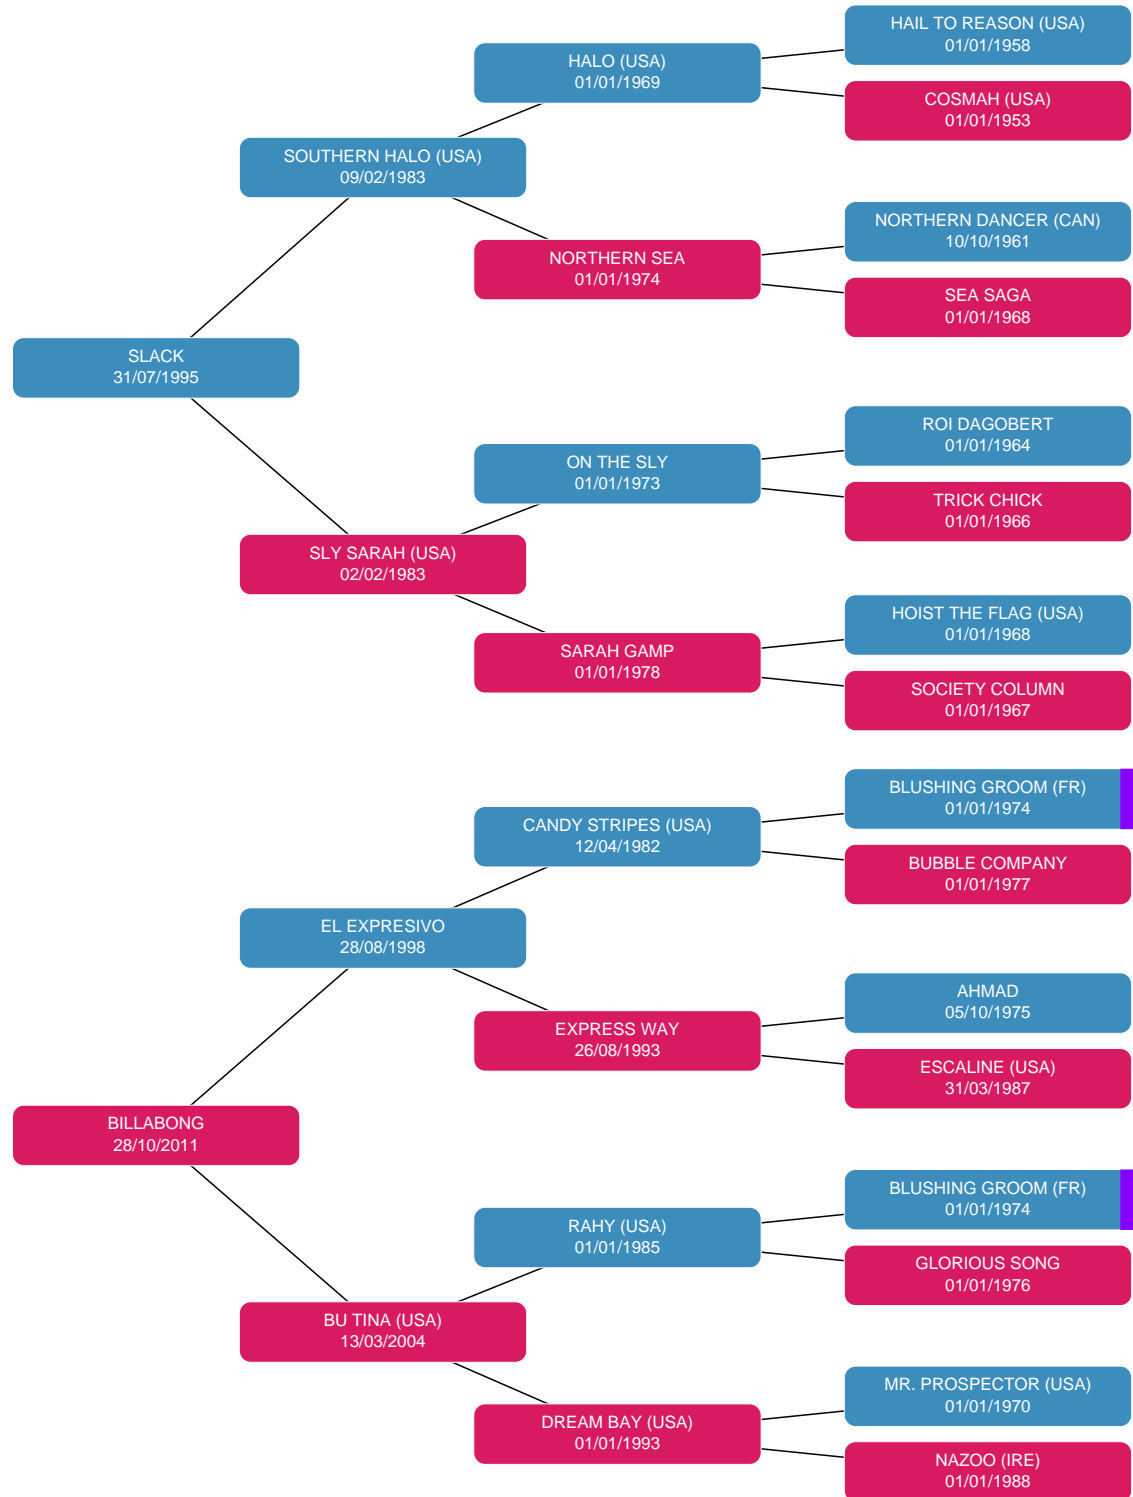 HAIL TO REASON (USA)
01/01/1958
HALO (USA)
01/01/1969
COSMAH (USA)
01/01/1953
SOUTHERN HALO (USA)
09/02/1983
NORTHERN DANCER (CAN)
10/10/1961
NORTHERN SEA
01/01/1974
SEA SAGA
01/01/1968
SLACK
31/07/1995
ROI DAGOBERT
01/01/1964
ON THE SLY
01/01/1973
TRICK CHICK
01/01/1966
SLY SARAH (USA)
02/02/1983
HOIST THE FLAG (USA)
01/01/1968
SARAH GAMP
01/01/1978
SOCIETY COLUMN
01/01/1967
BLUSHING GROOM (FR)
01/01/1974
CANDY STRIPES (USA)
12/04/1982
BUBBLE COMPANY
01/01/1977
EL EXPRESIVO
28/08/1998
AHMAD
05/10/1975
EXPRESS WAY
26/08/1993
ESCALINE (USA)
31/03/1987
BILLABONG
28/10/2011
BLUSHING GROOM (FR)
01/01/1974
RAHY (USA)
01/01/1985
GLORIOUS SONG
01/01/1976
BU TINA (USA)
13/03/2004
MR. PROSPECTOR (USA)
01/01/1970
DREAM BAY (USA)
01/01/1993
NAZOO (IRE)
01/01/1988